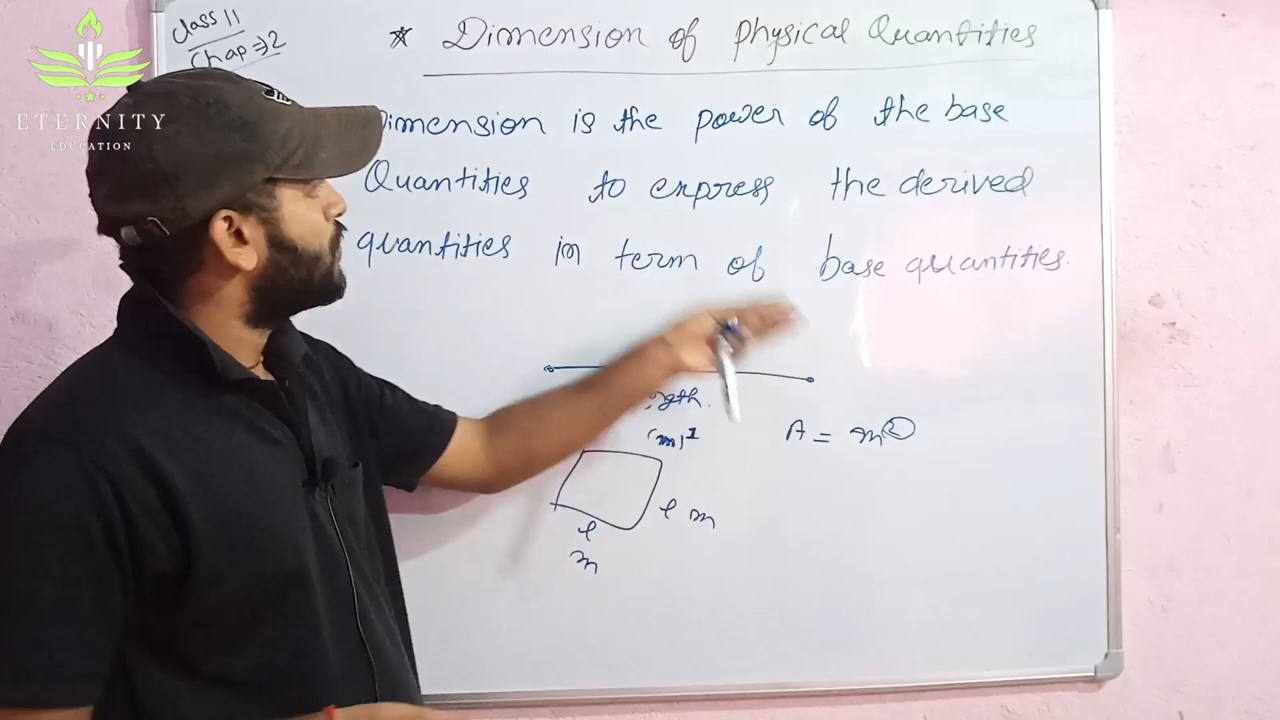 ETERNITY
EDUCATION
Class 11
Chap ⇒ 2
* Dimension of physical Quantities
Dimension is the power of the base
Quantities to express the derived
quantities in term of base quantities.
ngth.
(m)1
A = m2
l m
l
m